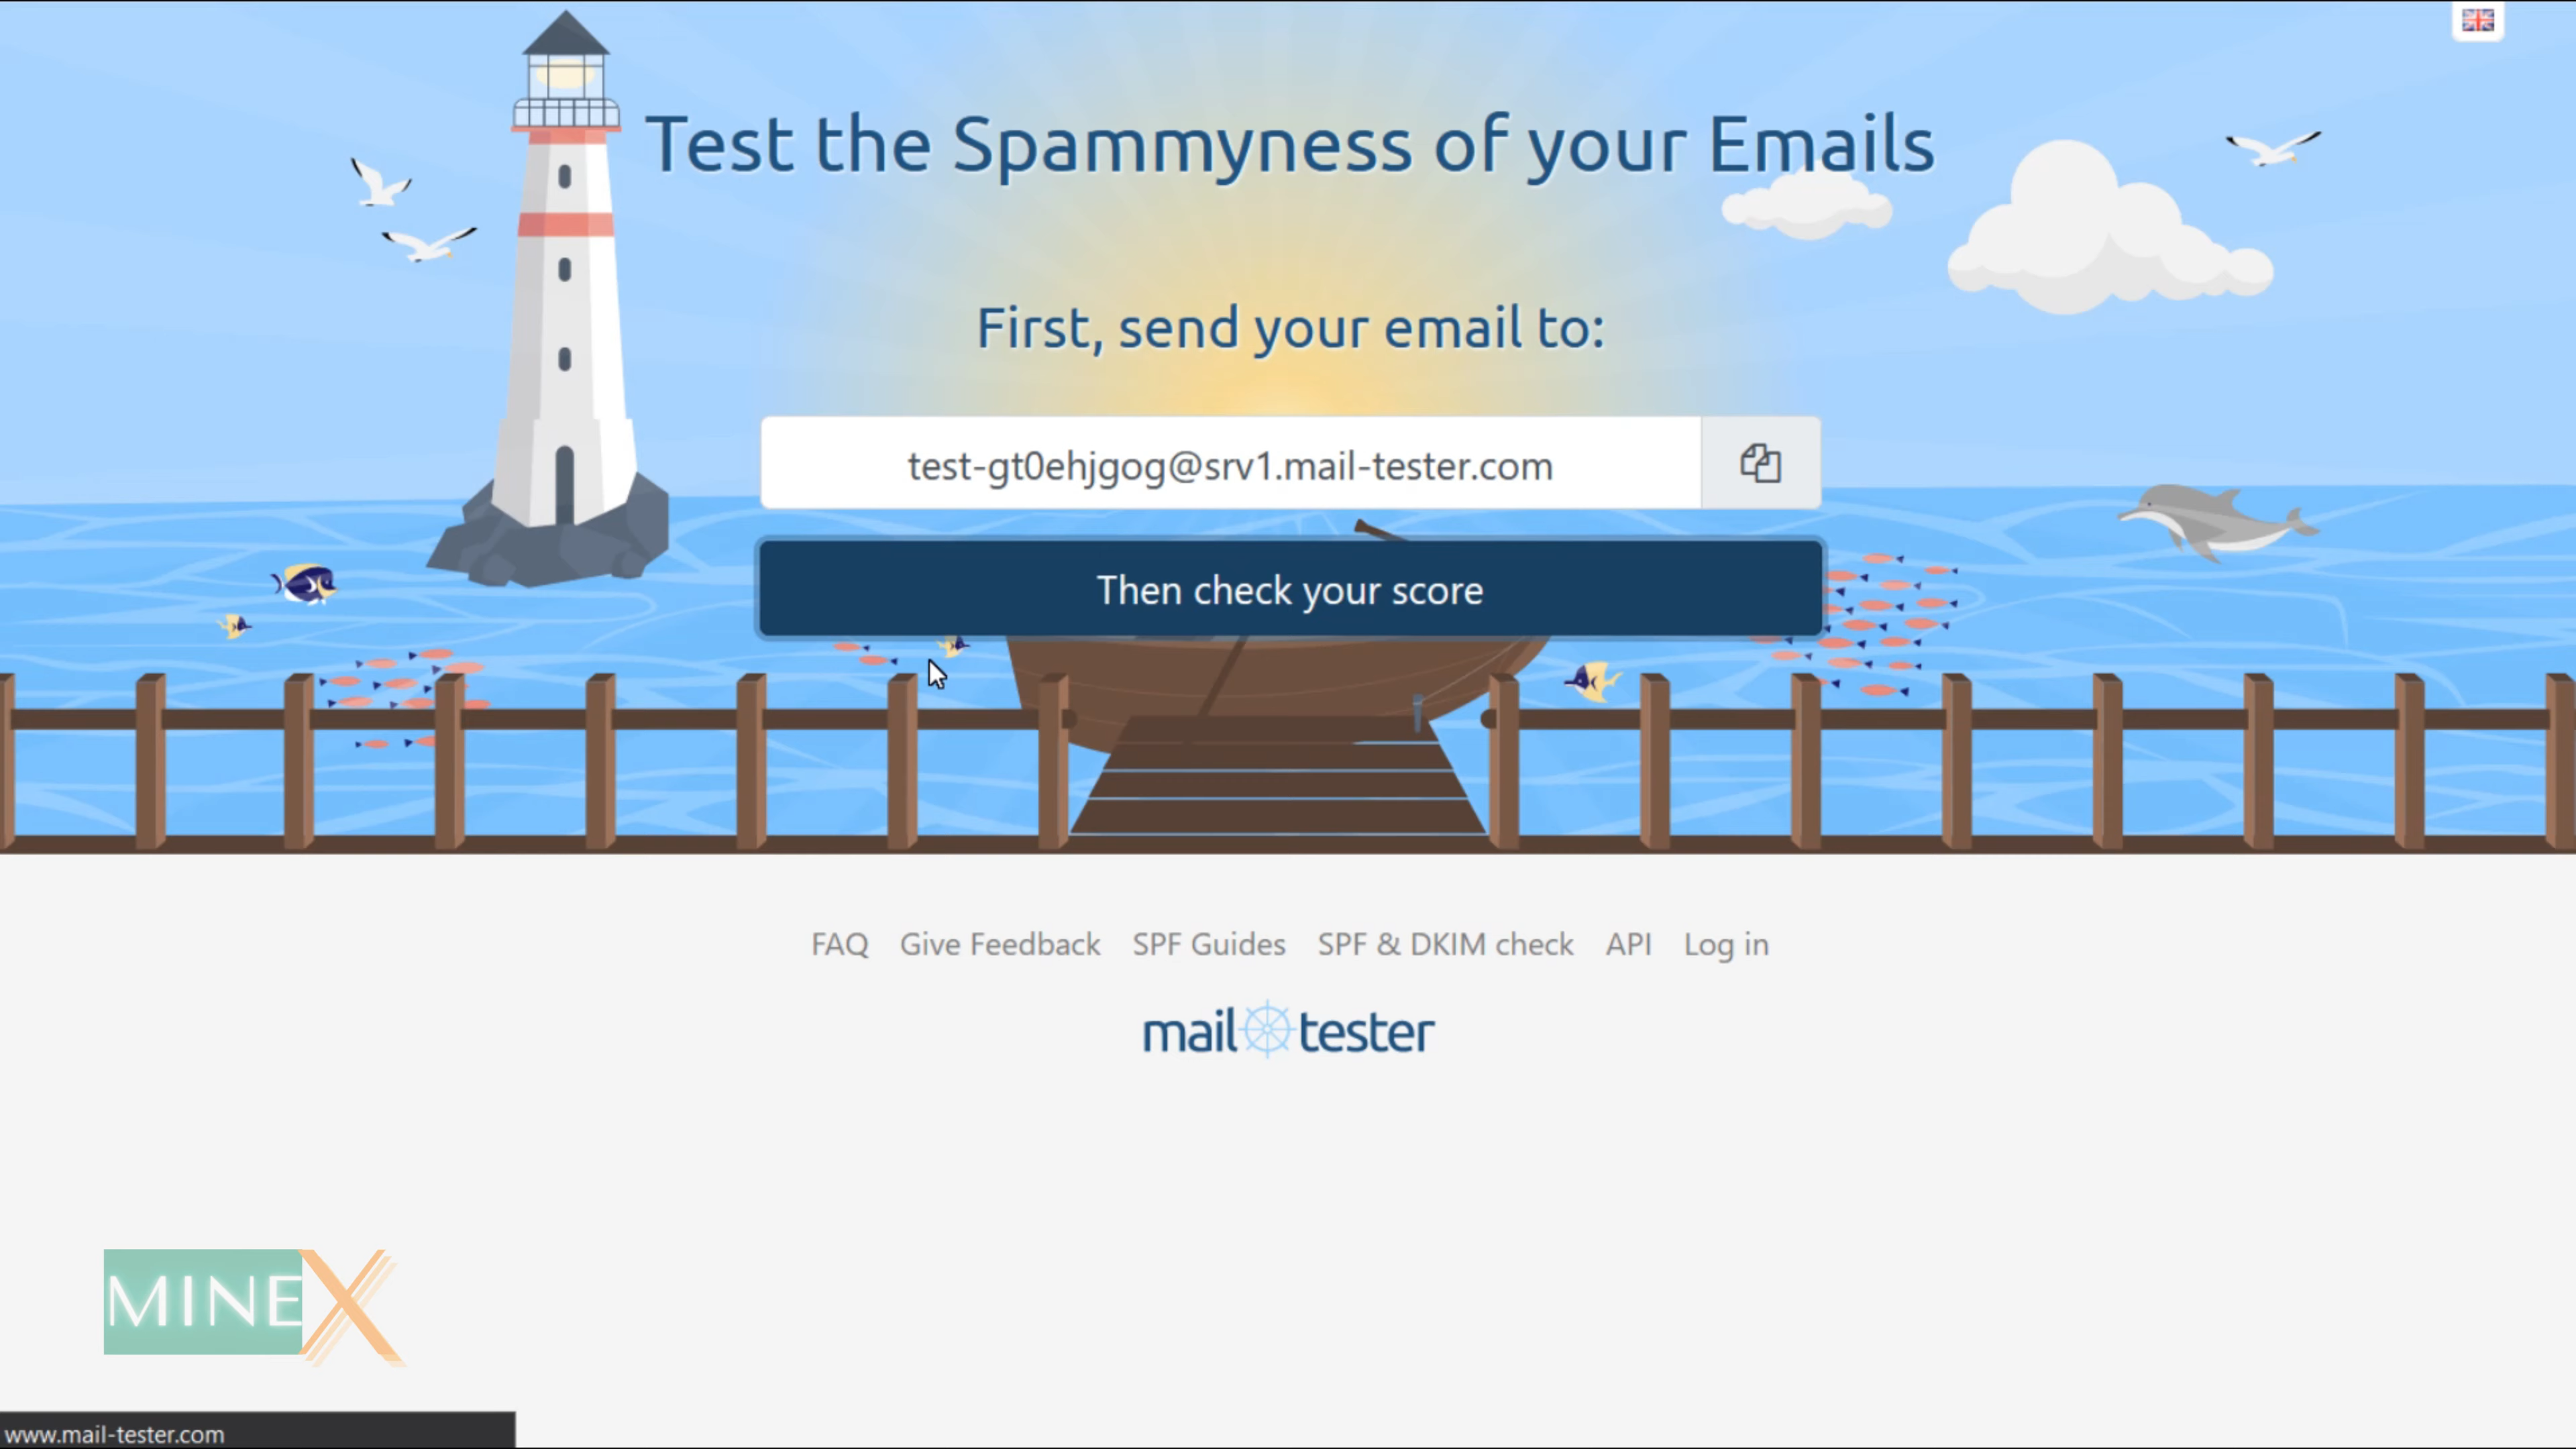 Test the Spammyness of your Emails
First, send your email to:
test-gt0ehjgog@srv1.mail-tester.com
Then check your score
FAQ Give Feedback SPF Guides SPF & DKIM check API Log in
mail tester
MINEX
www.mail-tester.com